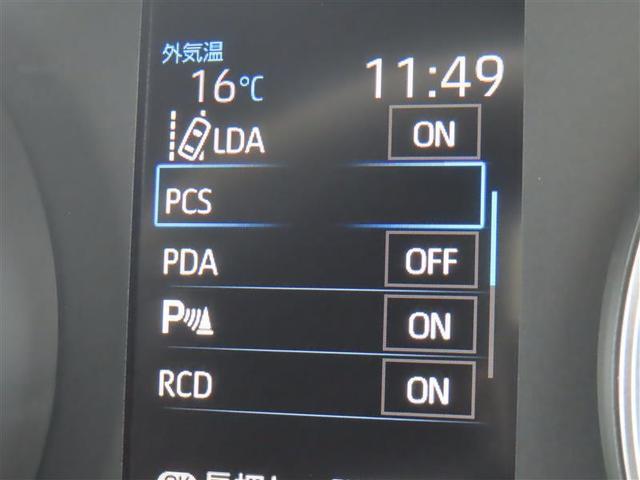 外気温
16℃ 11:49
LDA ON
PCS
PDA OFF
P ON
RCD ON